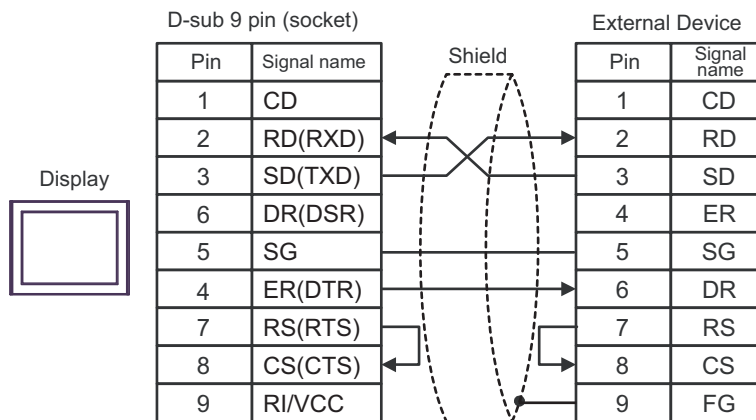 D-sub 9 pin (socket)
External Device
Shield
Display
Pin Signal name
1 CD
2 RD(RXD)
3 SD(TXD)
6 DR(DSR)
5 SG
4 ER(DTR)
7 RS(RTS)
8 CS(CTS)
9 RI/VCC
Pin Signal name
1 CD
2 RD
3 SD
4 ER
5 SG
6 DR
7 RS
8 CS
9 FG